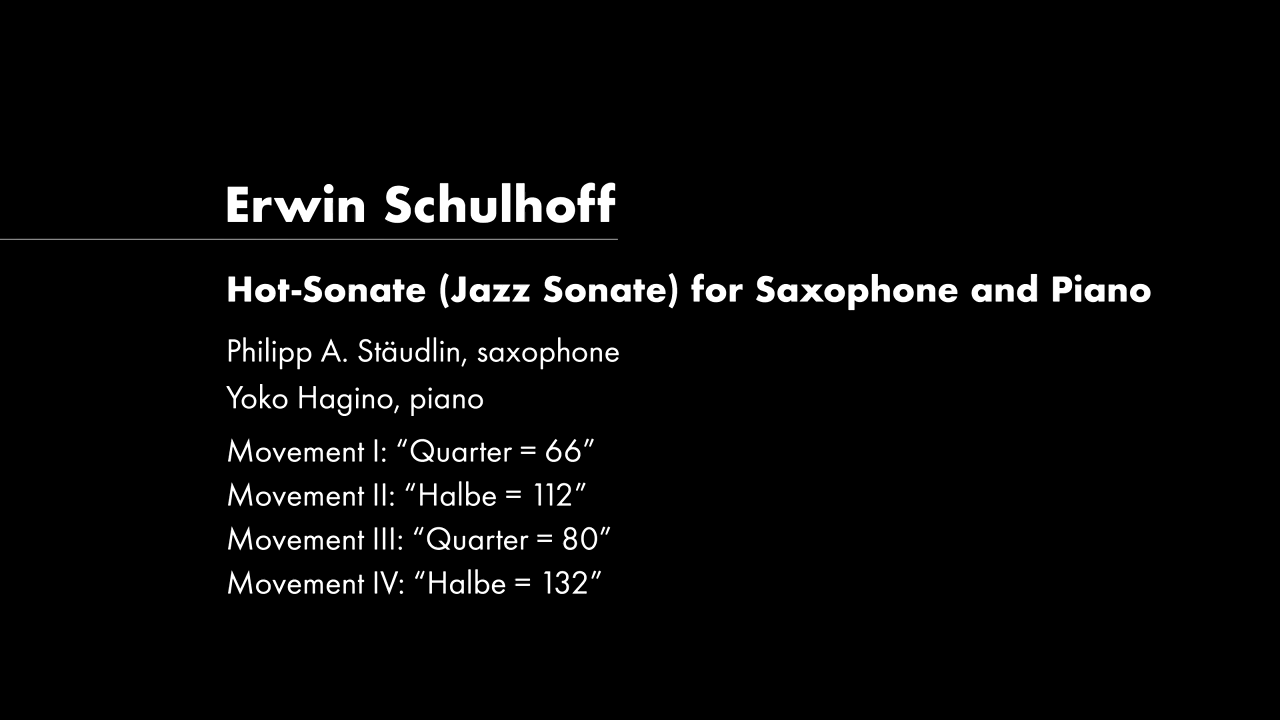 Erwin Schulhoff
Hot-Sonate (Jazz Sonate) for Saxophone and Piano
Philipp A. Stäudlin, saxophone
Yoko Hagino, piano
Movement I: “Quarter = 66”
Movement II: “Halbe = 112”
Movement III: “Quarter = 80”
Movement IV: “Halbe = 132”